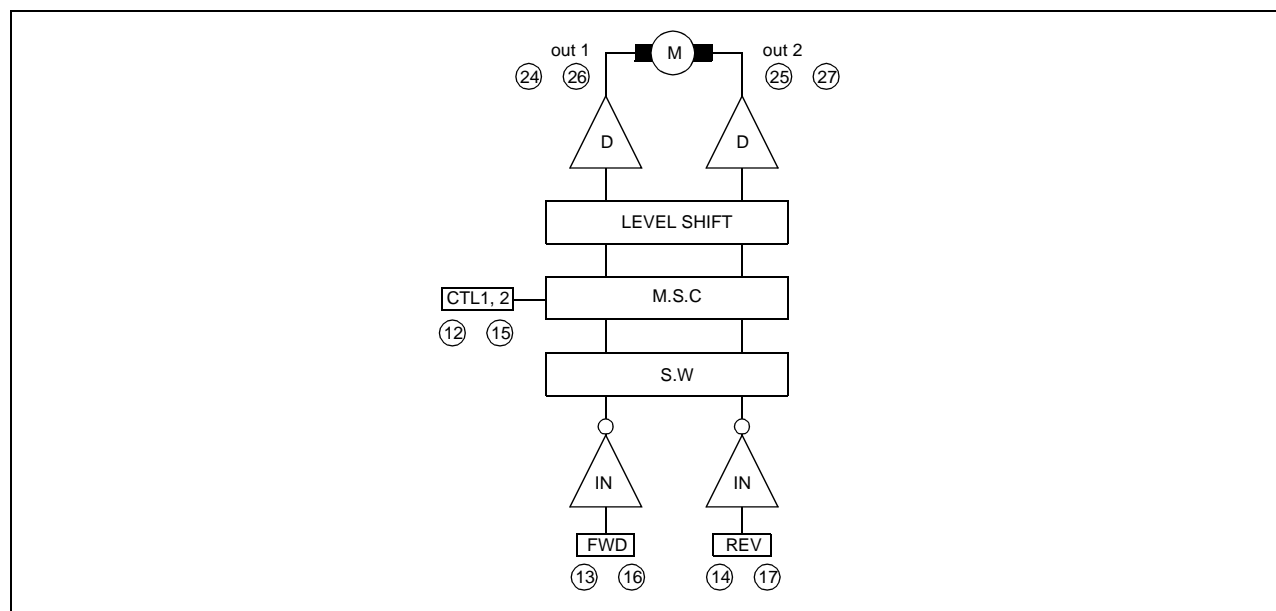 out 1
M
out 2
24 26
25 27
D
D
LEVEL SHIFT
CTL1, 2
M.S.C
12 15
S.W
IN
IN
FWD
REV
13 16
14 17